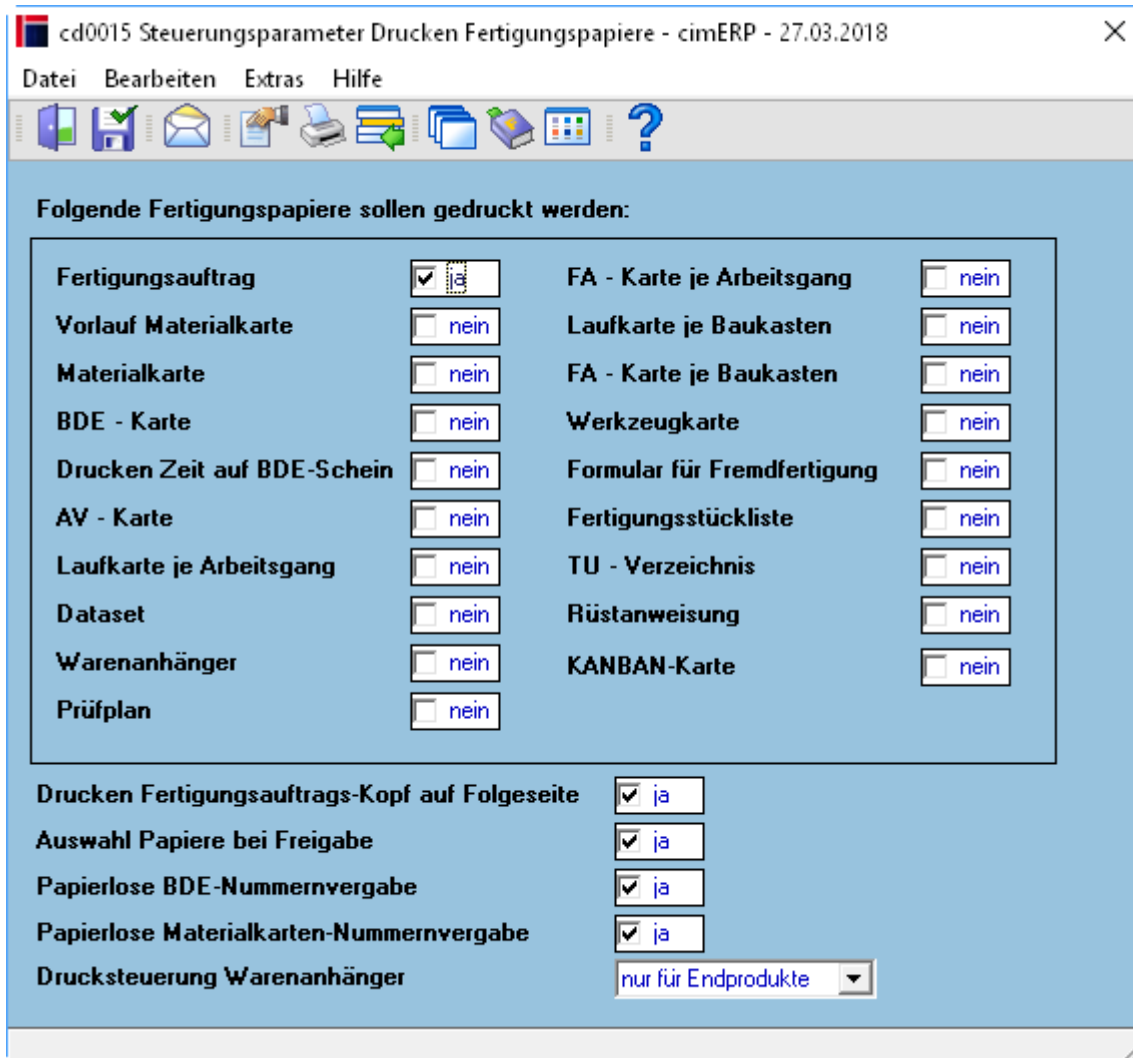 cd0015 Steuerungsparameter Drucken Fertigungspapiere - cimERP - 27.03.2018
Datei Bearbeiten Extras Hilfe
Folgende Fertigungspapiere sollen gedruckt werden:
Fertigungsauftrag ja FA - Karte je Arbeitsgang nein
Vorlauf Materialkarte nein Laufkarte je Baukasten nein
Materialkarte nein FA - Karte je Baukasten nein
BDE - Karte nein Werkzeugkarte nein
Drucken Zeit auf BDE-Schein nein Formular für Fremdfertigung nein
AV - Karte nein Fertigungsstückliste nein
Laufkarte je Arbeitsgang nein TU - Verzeichnis nein
Dataset nein Rüstanweisung nein
Warenanhänger nein KANBAN-Karte nein
Prüfplan nein
Drucken Fertigungsauftrags-Kopf auf Folgeseite ja
Auswahl Papiere bei Freigabe ja
Papierlose BDE-Nummernvergabe ja
Papierlose Materialkarten-Nummernvergabe ja
Drucksteuerung Warenanhänger nur für Endprodukte